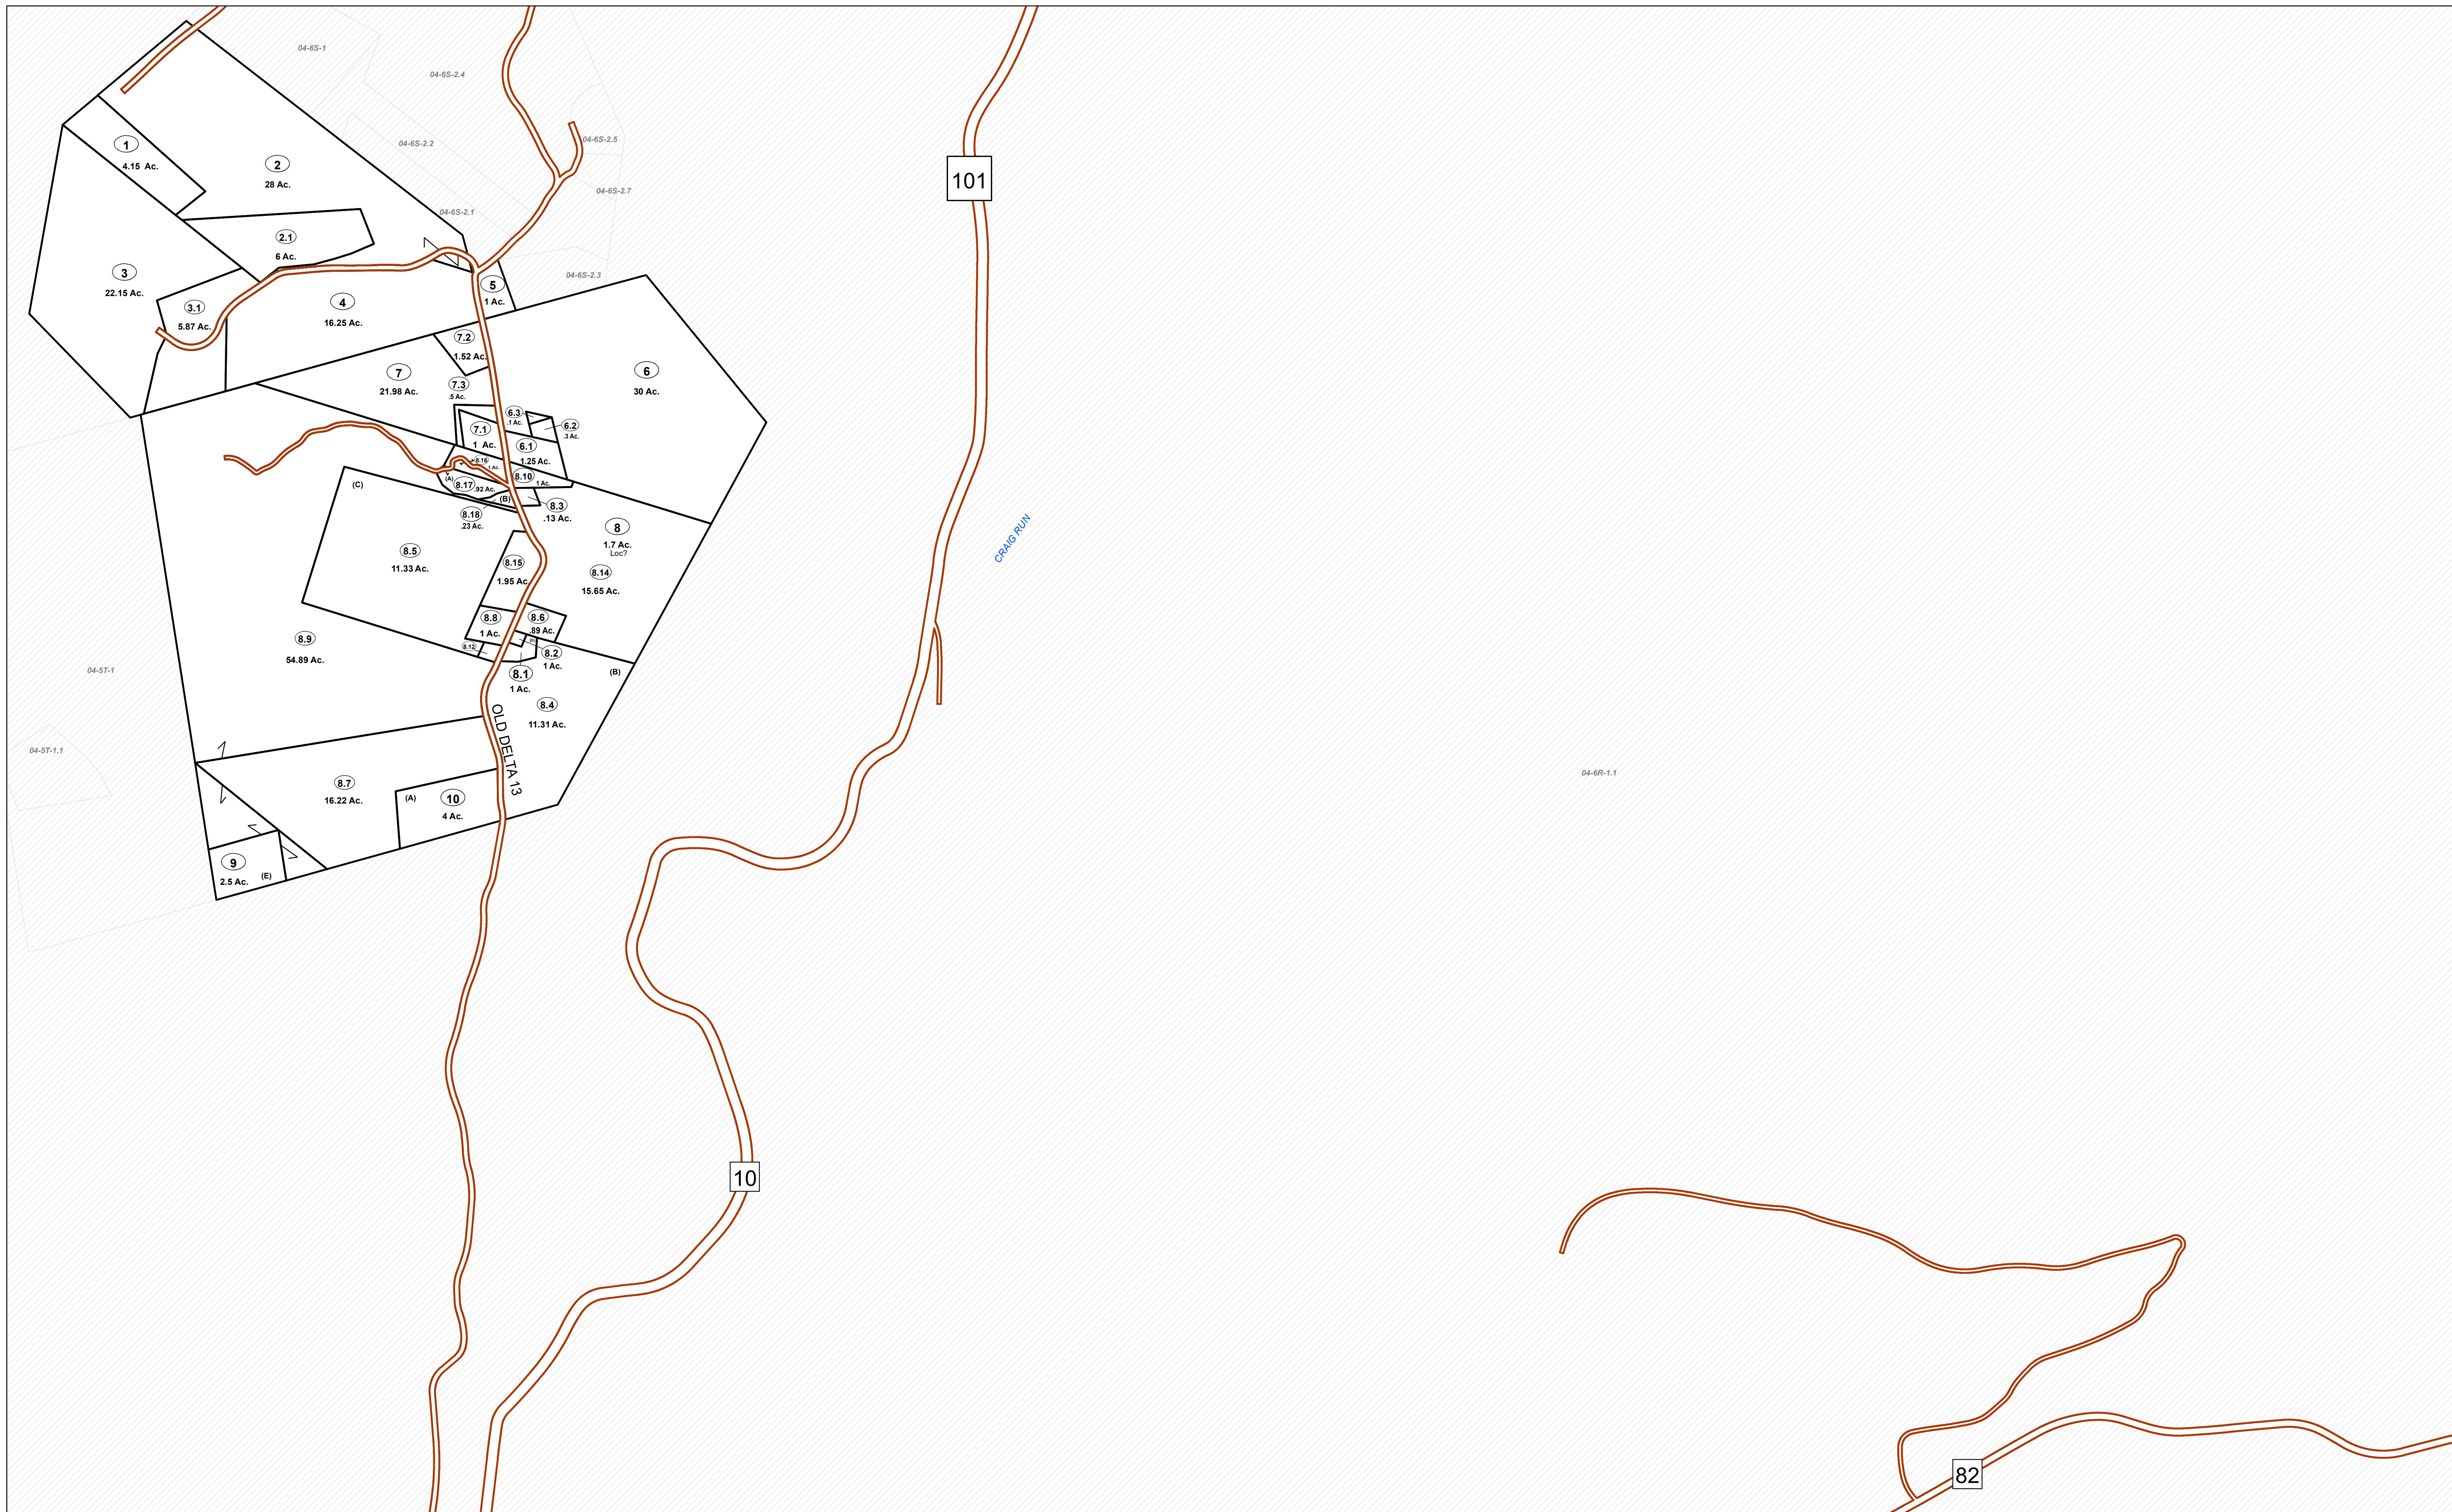 04-6S-1
04-6S-2.4
04-6S-2.2
04-6S-2.5
04-6S-2.7
04-6S-2.1
04-6S-2.3
101
1
4.15 Ac.
2
28 Ac.
2.1
6 Ac.
3
22.15 Ac.
3.1
5.87 Ac.
4
16.25 Ac.
5
1 Ac.
7.2
1.52 Ac.
7
21.98 Ac.
7.3
.5 Ac.
6
30 Ac.
6.3
.1 Ac.
6.2
.3 Ac.
7.1
1 Ac.
6.1
1.25 Ac.
8.16
.1 Ac.
8.10
1 Ac.
(A)
8.17
.92 Ac.
(B)
8.3
.13 Ac.
8.18
.23 Ac.
(C)
8
1.7 Ac.
Loc?
8.5
11.33 Ac.
8.15
1.95 Ac.
8.14
15.65 Ac.
8.8
1 Ac.
8.6
.89 Ac.
8.12
8.2
1 Ac.
8.1
1 Ac.
(B)
8.9
54.89 Ac.
8.4
11.31 Ac.
OLD DELTA 13
8.7
16.22 Ac.
(A)
10
4 Ac.
9
2.5 Ac.
(E)
04-5T-1
04-5T-1.1
CRAIG RUN
04-6R-1.1
10
82